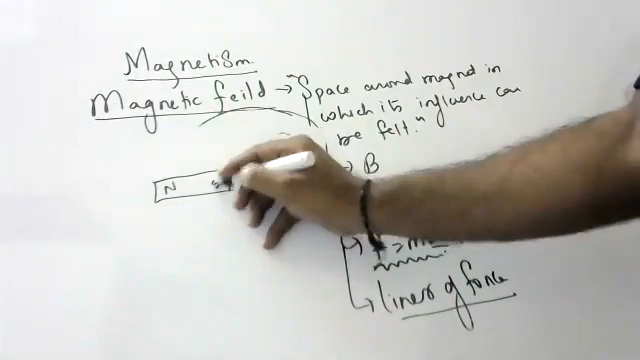 Magnetism
Magnetic feild → "Space around magnet in
which its influence can
be felt."
→ B
N S
→ lines of force